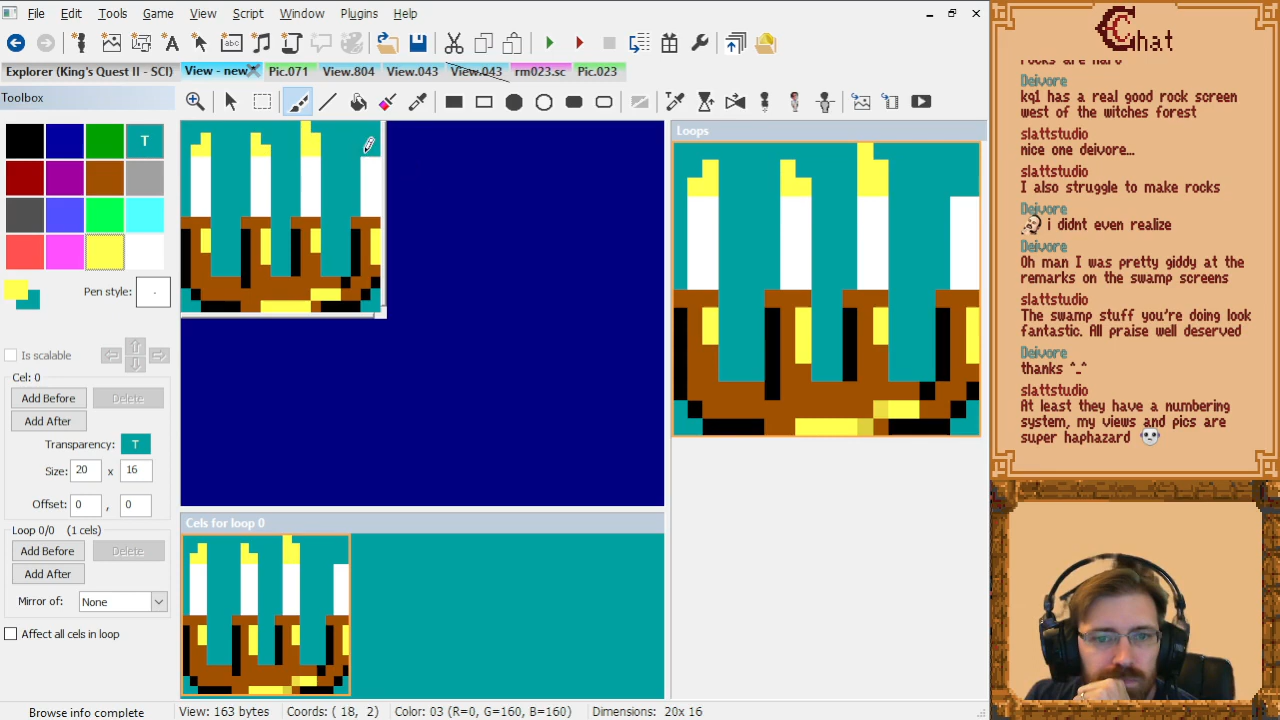 File Edit Tools Game View Script Window Plugins Help
Explorer (King's Quest II - SCI) View - new Pic.071 View.804 View.043 View.043 rm023.sc Pic.023
Toolbox
T
Pen style:
Is scalable
Cel: 0
Add Before Delete
Add After
Transparency: T
Size: 20 x 16
Offset: 0 , 0
Loop 0/0 (1 cels)
Add Before Delete
Add After
Mirror of: None
Affect all cels in loop
Loops
Cels for loop 0
Browse info complete View: 163 bytes Cords: ( 18, 2) Color: 03 (R=0, G=160, B=160) Dimensions: 20x 16
Chat
rocks are hard
Deivore
kq1 has a real good rock screen
west of the witches forest
slattstudio
nice one deivore...
slattstudio
I also struggle to make rocks
Deivore
i didnt even realize
Deivore
Oh man I was pretty giddy at the
remarks on the swamp screens
slattstudio
The swamp stuff you're doing look
fantastic. All praise well deserved
Deivore
thanks ^_^
slattstudio
At least they have a numbering
system, my views and pics are
super haphazard